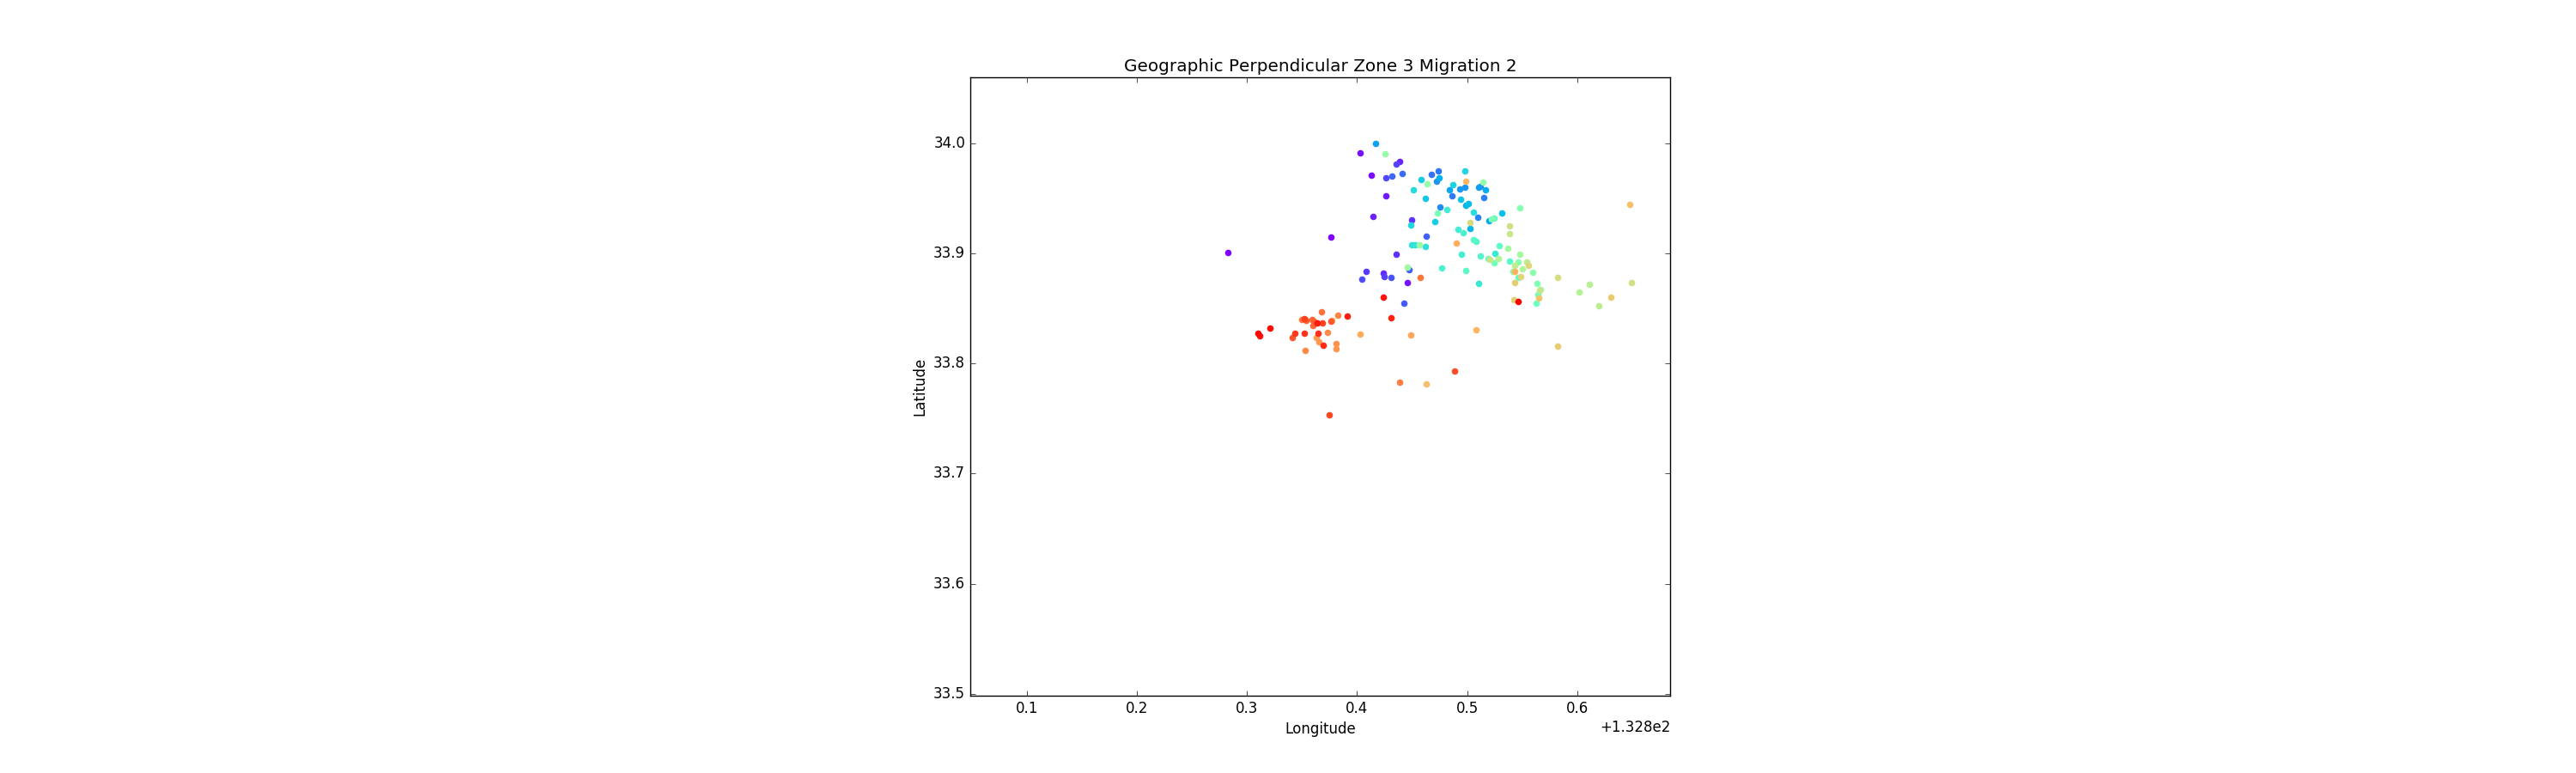 Geographic Perpendicular Zone 3 Migration 2
34.0
33.9
33.8
33.7
33.6
33.5
Latitude
0.1 0.2 0.3 0.4 0.5 0.6
Longitude
+1.328e2